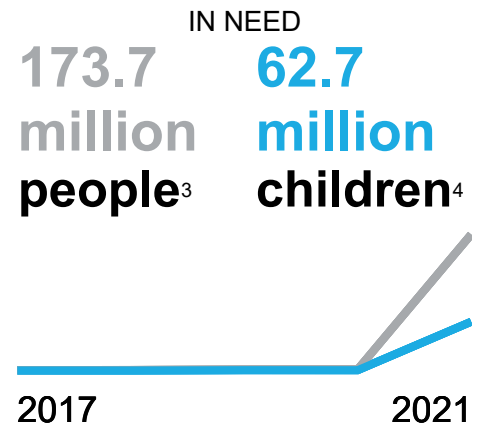 IN NEED
173.7 62.7
million million
people3 children4
2017 2021